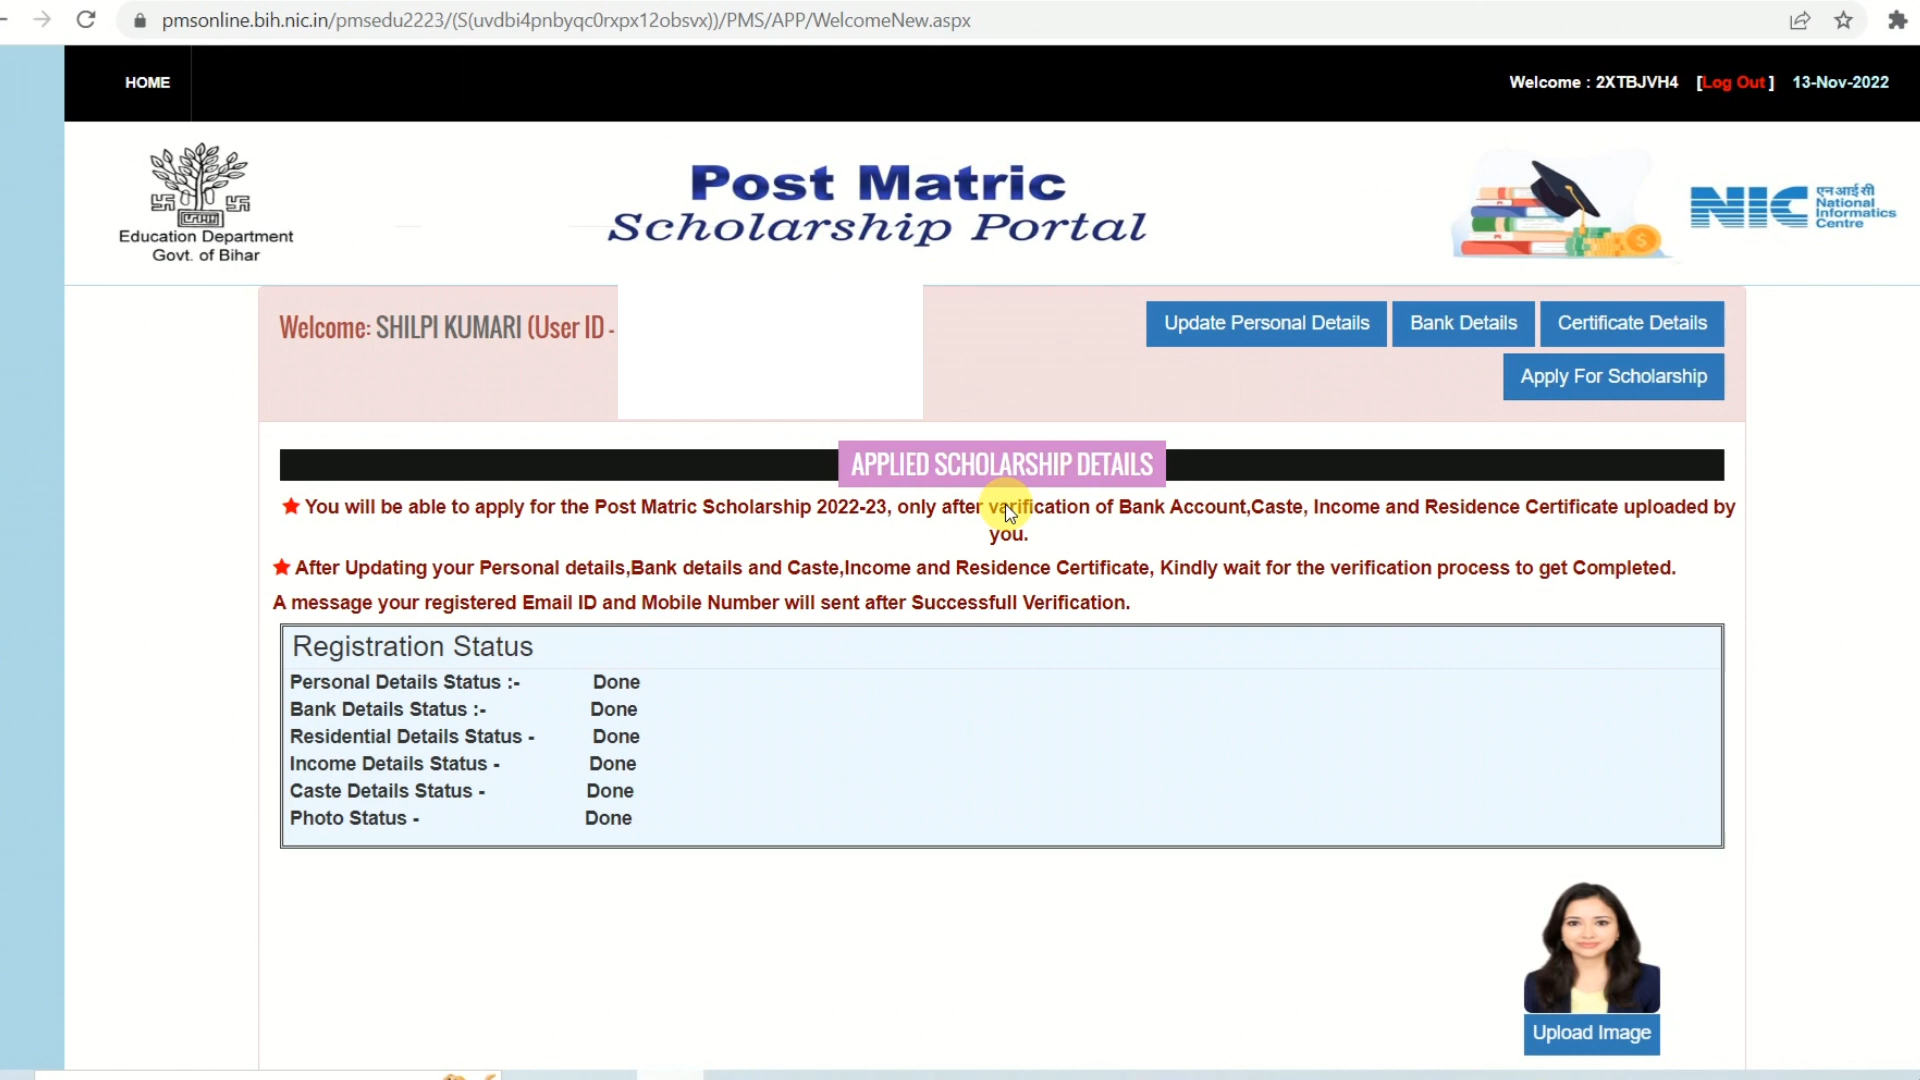 pmsonline.bih.nic.in/pmsedu2223/(S(uvdbi4pnbyqc0rxpx12obsvx))/PMS/APP/WelcomeNew.aspx
HOME
Welcome : 2XTBJVH4 [Log Out] 13-Nov-2022
Education Department
Govt. of Bihar
Post Matric
Scholarship Portal
NIC
एन आई सी
National
Informatics
Centre
Welcome: SHILPI KUMARI (User ID -
Update Personal Details
Bank Details
Certificate Details
Apply For Scholarship
APPLIED SCHOLARSHIP DETAILS
You will be able to apply for the Post Matric Scholarship 2022-23, only after varification of Bank Account,Caste, Income and Residence Certificate uploaded by
you.
After Updating your Personal details,Bank details and Caste,Income and Residence Certificate, Kindly wait for the verification process to get Completed.
A message your registered Email ID and Mobile Number will sent after Successfull Verification.
Registration Status
Personal Details Status :- Done
Bank Details Status :- Done
Residential Details Status - Done
Income Details Status - Done
Caste Details Status - Done
Photo Status - Done
Upload Image